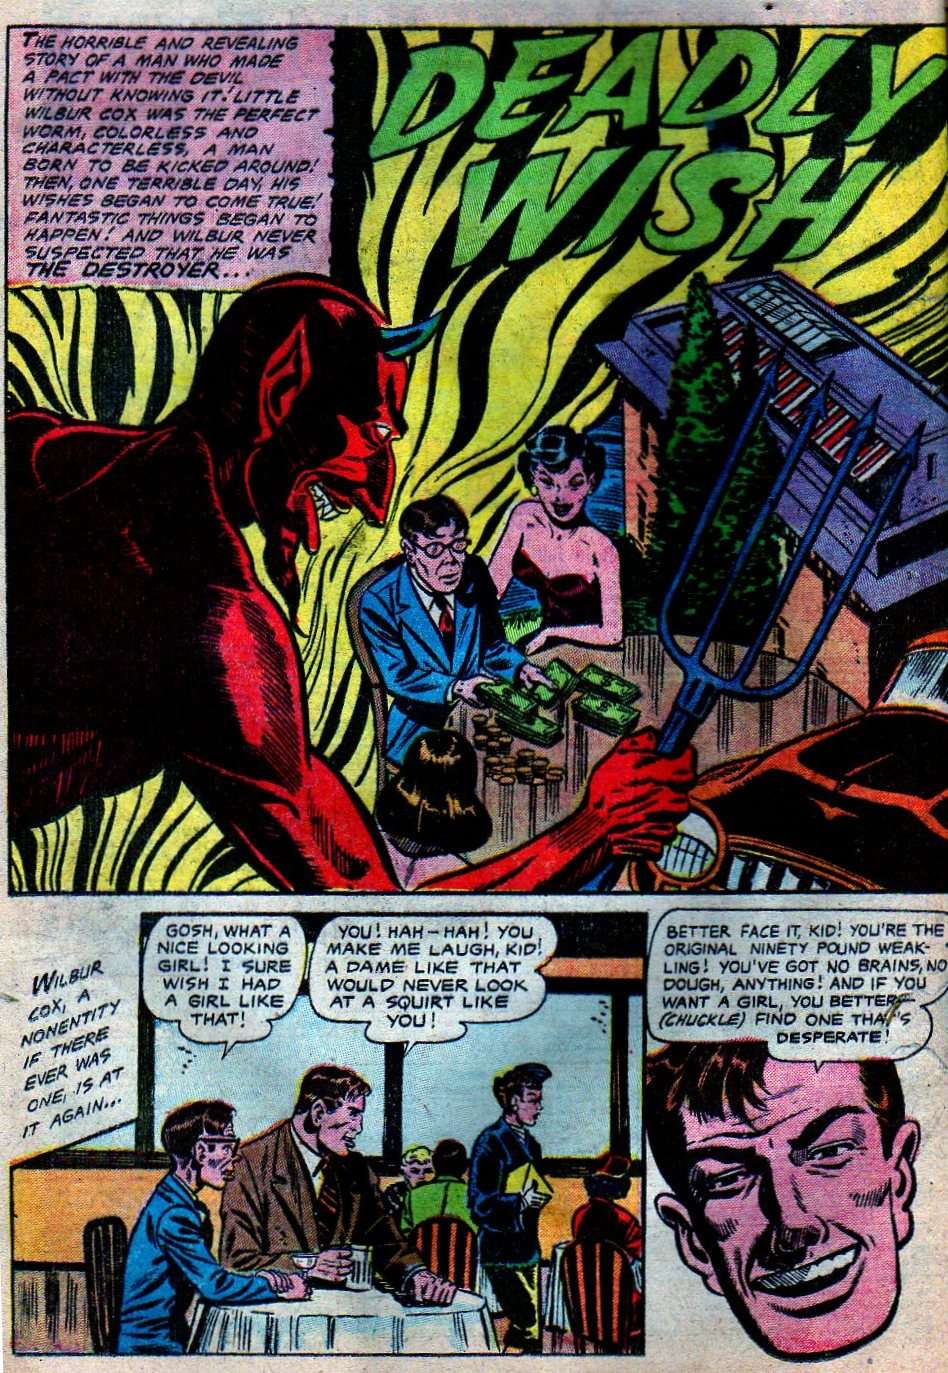 THE HORRIBLE AND REVEALING
STORY OF A MAN WHO MADE
A PACT WITH THE DEVIL
WITHOUT KNOWING IT! LITTLE
WILBUR COX WAS THE PERFECT
WORM, COLORLESS AND
CHARACTERLESS, A MAN
BORN TO BE KICKED AROUND!
THEN, ONE TERRIBLE DAY, HIS
WISHES BEGAN TO COME TRUE!
FANTASTIC THINGS BEGAN TO
HAPPEN! AND WILBUR NEVER
SUSPECTED THAT HE WAS
THE DESTROYER...
DEADLY
WISH
WILBUR
COX, A
NONENTITY
IF THERE
EVER WAS
ONE, IS AT
IT AGAIN...
GOSH, WHAT A
NICE LOOKING
GIRL! I SURE
WISH I HAD
A GIRL LIKE
THAT!
YOU! HAH-HAH! YOU
MAKE ME LAUGH, KID!
A DAME LIKE THAT
WOULD NEVER LOOK
AT A SQUIRT LIKE
YOU!
BETTER FACE IT, KID! YOU'RE THE
ORIGINAL NINETY POUND WEAK-
LING! YOU'VE GOT NO BRAINS, NO
DOUGH, ANYTHING! AND IF YOU
WANT A GIRL, YOU BETTER
(CHUCKLE) FIND ONE THAT'S
DESPERATE!